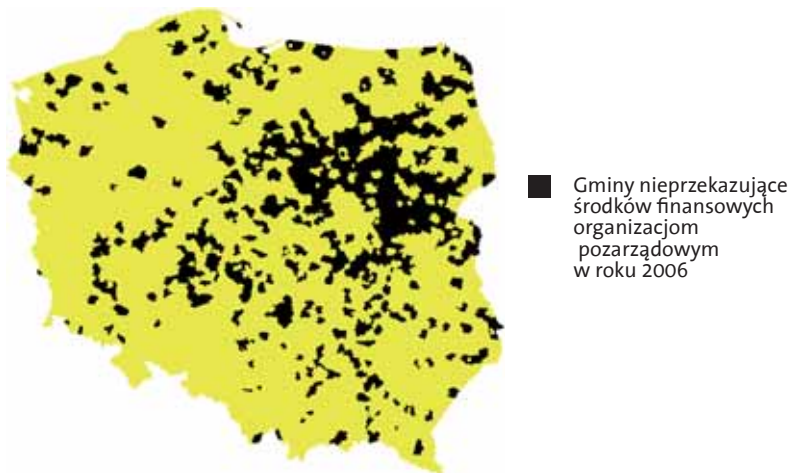 Gminy nieprzekazujące
środków finansowych
organizacjom
pozarządowym
w roku 2006